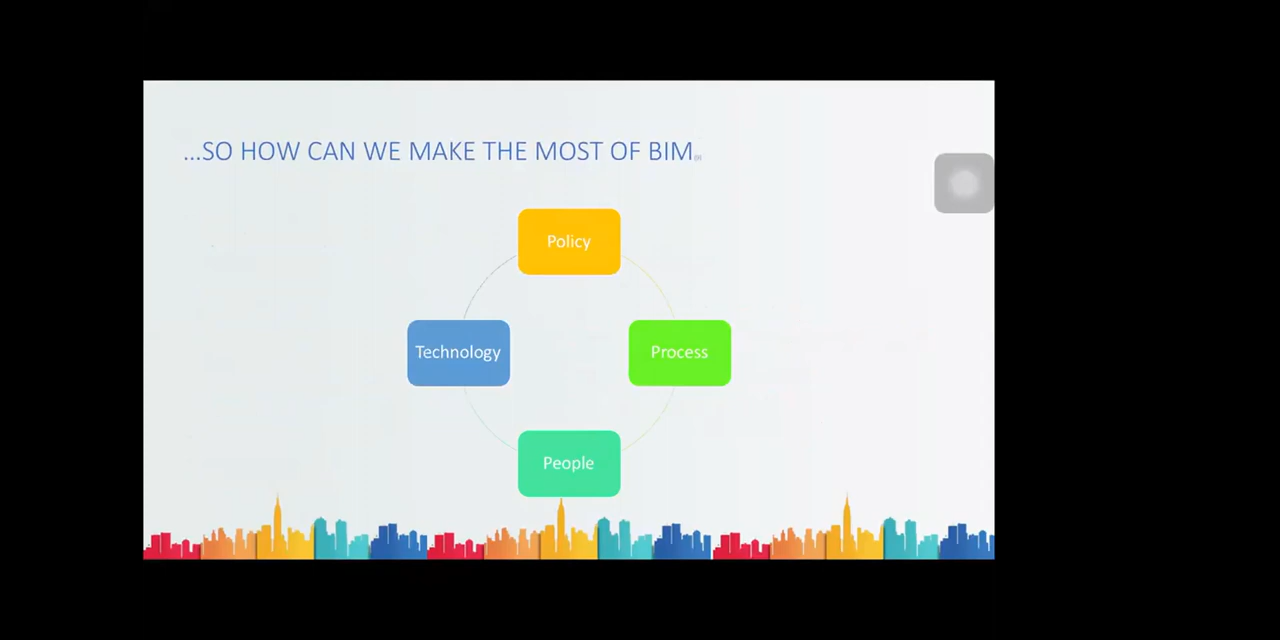 ...SO HOW CAN WE MAKE THE MOST OF BIM
Policy
Technology
Process
People